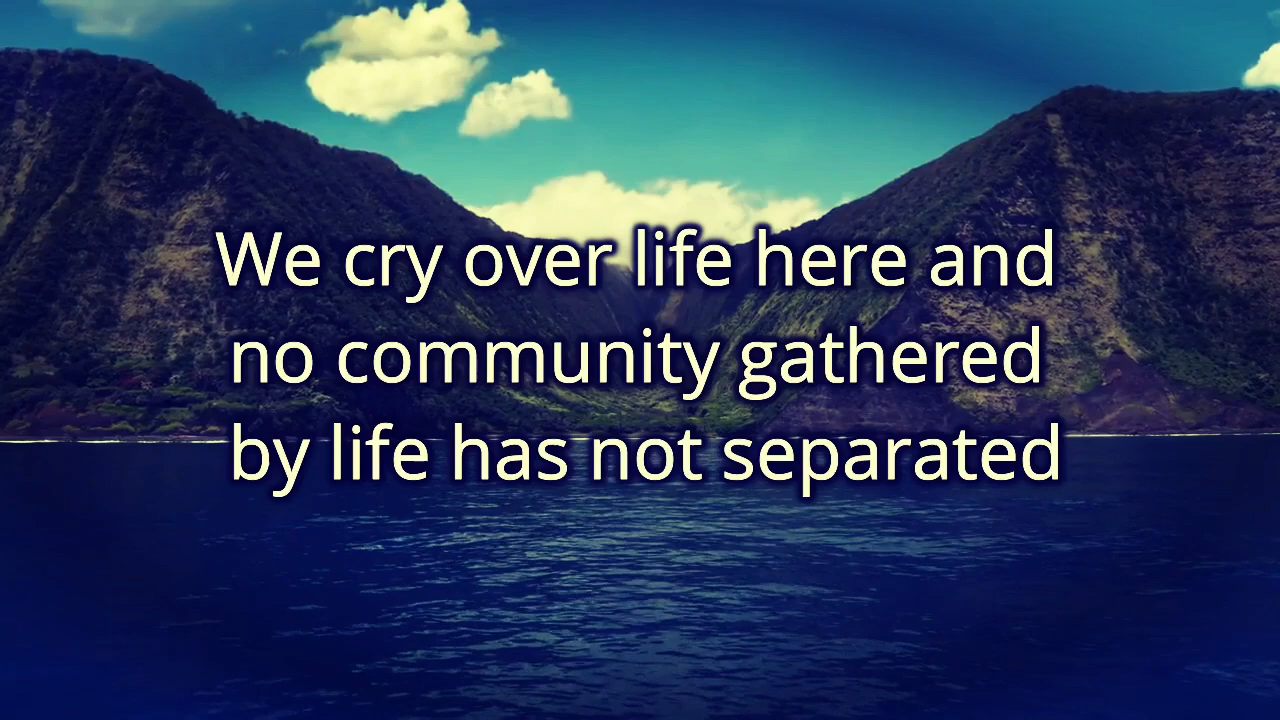 We cry over life here and
no community gathered
by life has not separated